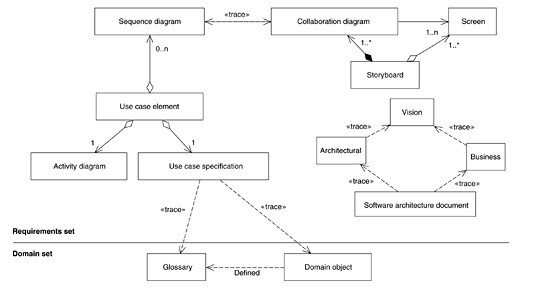 Sequence diagram
«trace»
Collaboration diagram
Screen
1..n
0..n
1..*
1..*
Storyboard
Use case element
Vision
«trace»
«trace»
1
1
Architectural
Business
Activity diagram
Use case specification
«trace»
«trace»
Software architecture document
«trace»
«trace»
Requirements set
Domain set
Glossary
Defined
Domain object